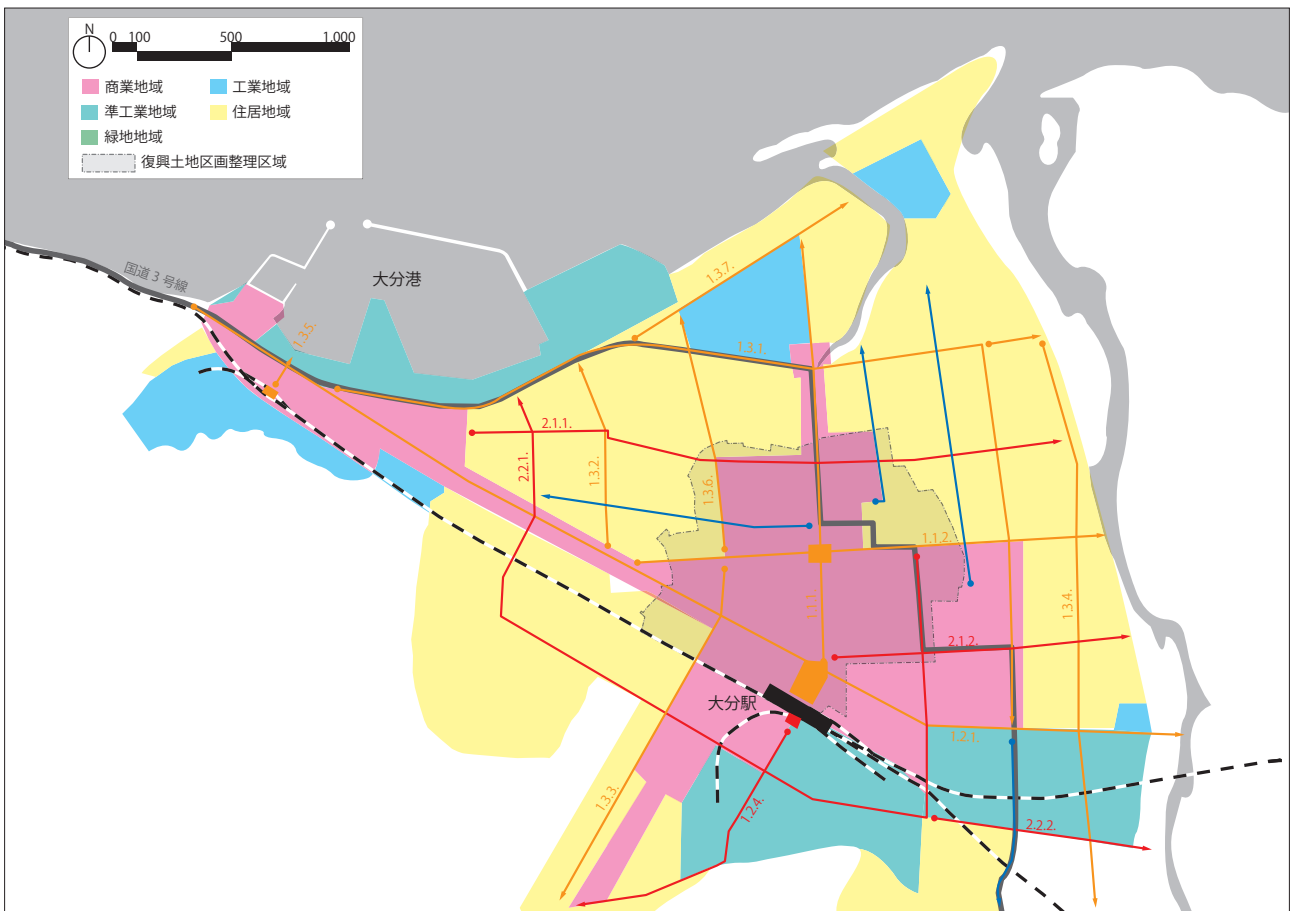 N
0 100 500 1,000
商業地域 工業地域
準工業地域 住居地域
緑地地域
復興土地区画整理区域
国道3号線
大分港
1.3.7.
1.3.5.
1.3.1.
2.1.1.
2.2.1.
1.3.2.
1.3.6.
1.1.2.
1.1.1.
1.3.4.
2.1.2.
大分駅
1.2.1.
1.3.3.
1.2.4.
2.2.2.